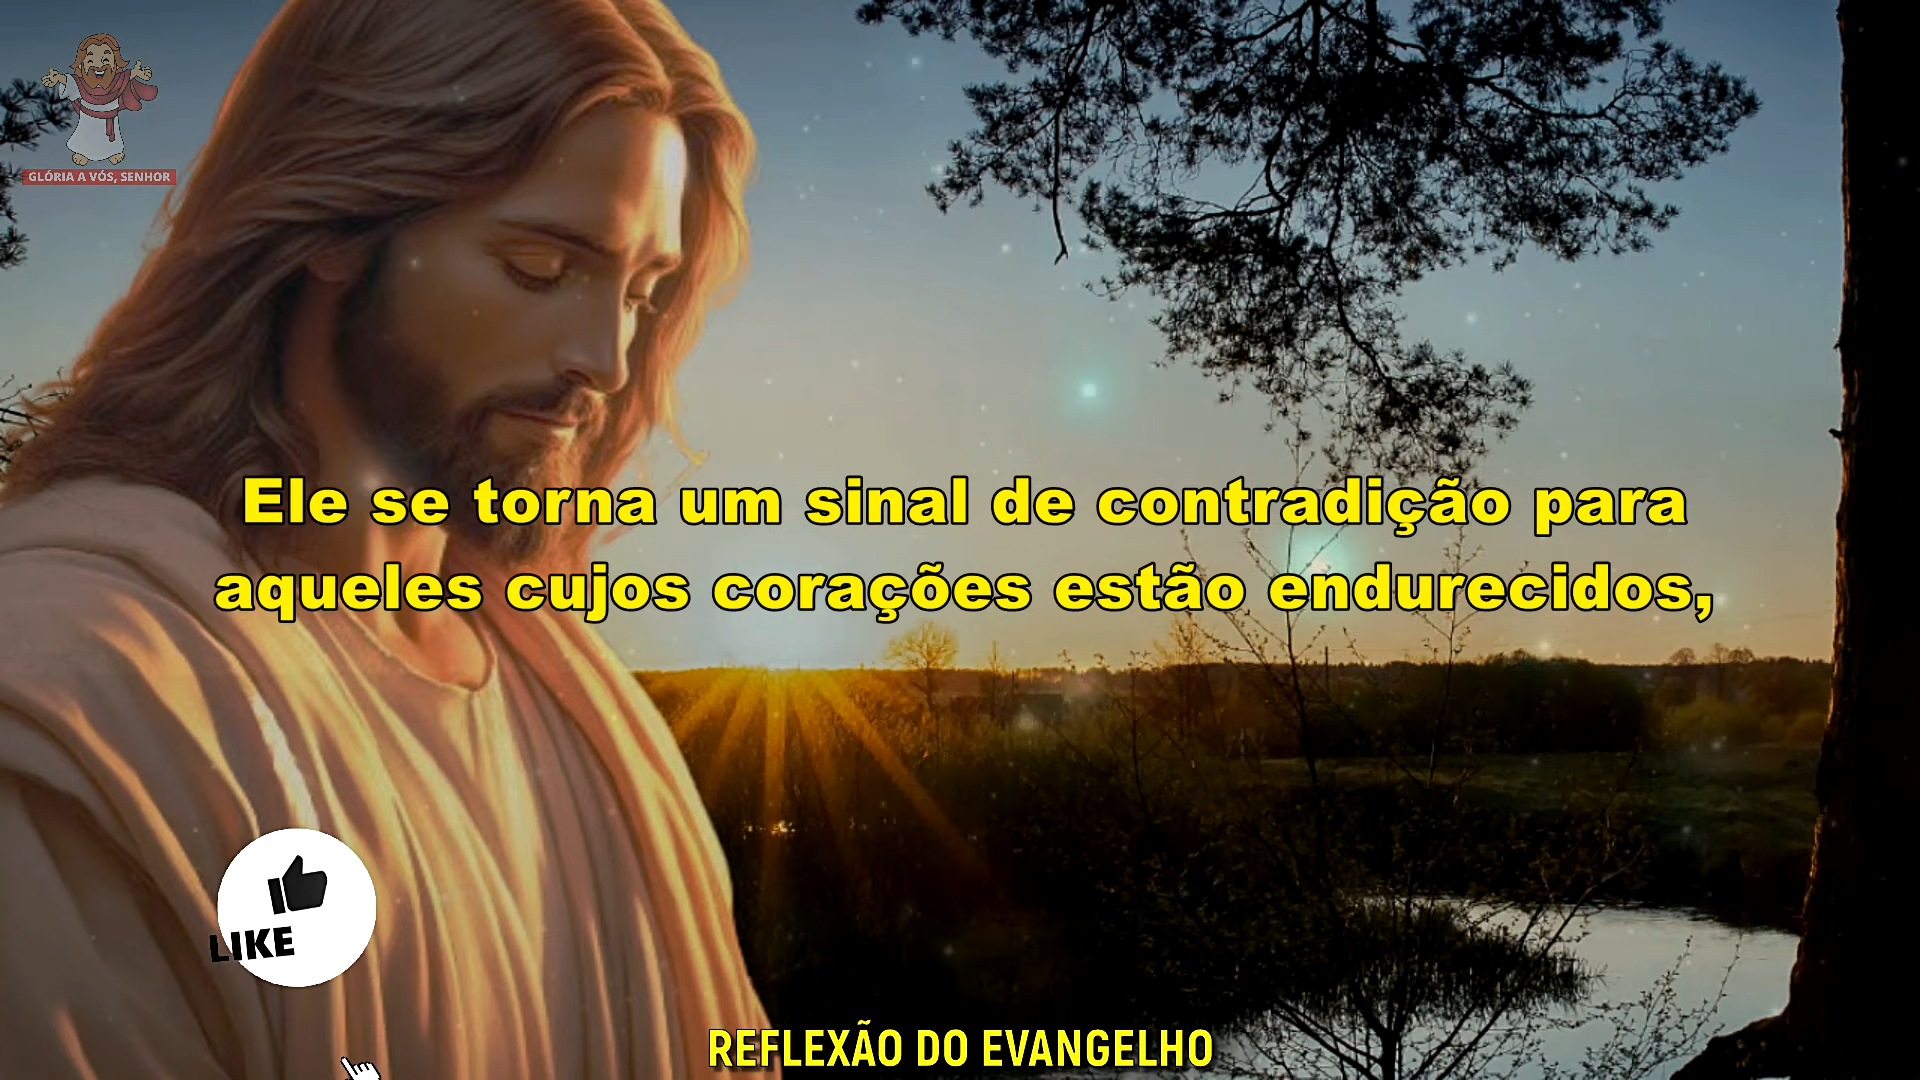 GLÓRIA A VÓS, SENHOR
Ele se torna um sinal de contradição para
aqueles cujos corações estão endurecidos,
LIKE
REFLEXÃO DO EVANGELHO